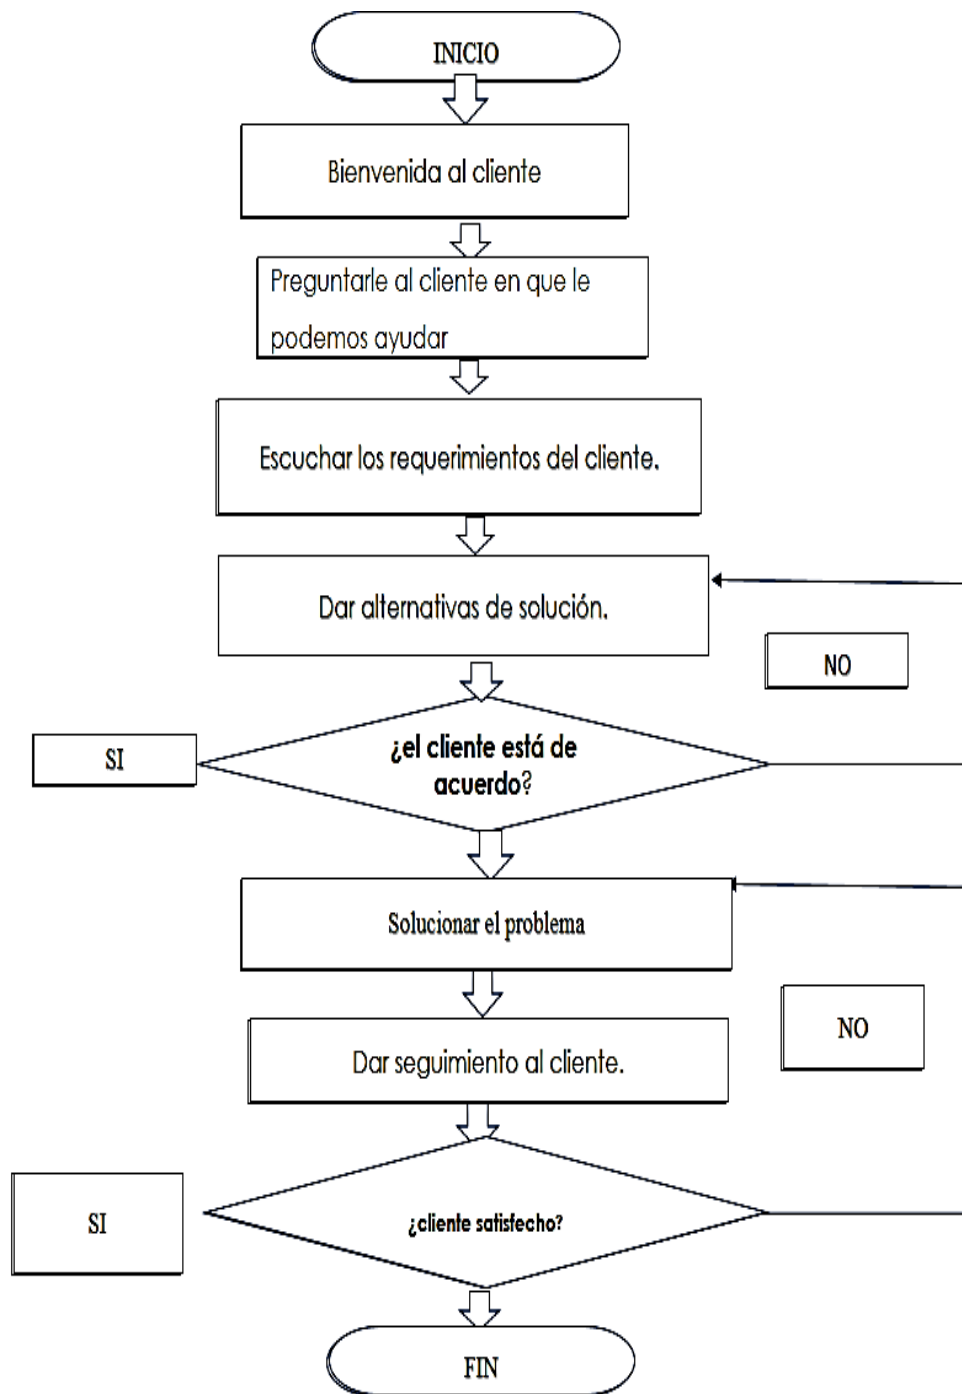 INICIO
Bienvenida al cliente
Preguntarle al cliente en que le
podemos ayudar
Escuchar los requerimientos del cliente.
Dar alternativas de solución.
NO
SI
¿el cliente está de
acuerdo?
Solucionar el problema
NO
Dar seguimiento al cliente.
SI
¿cliente satisfecho?
FIN